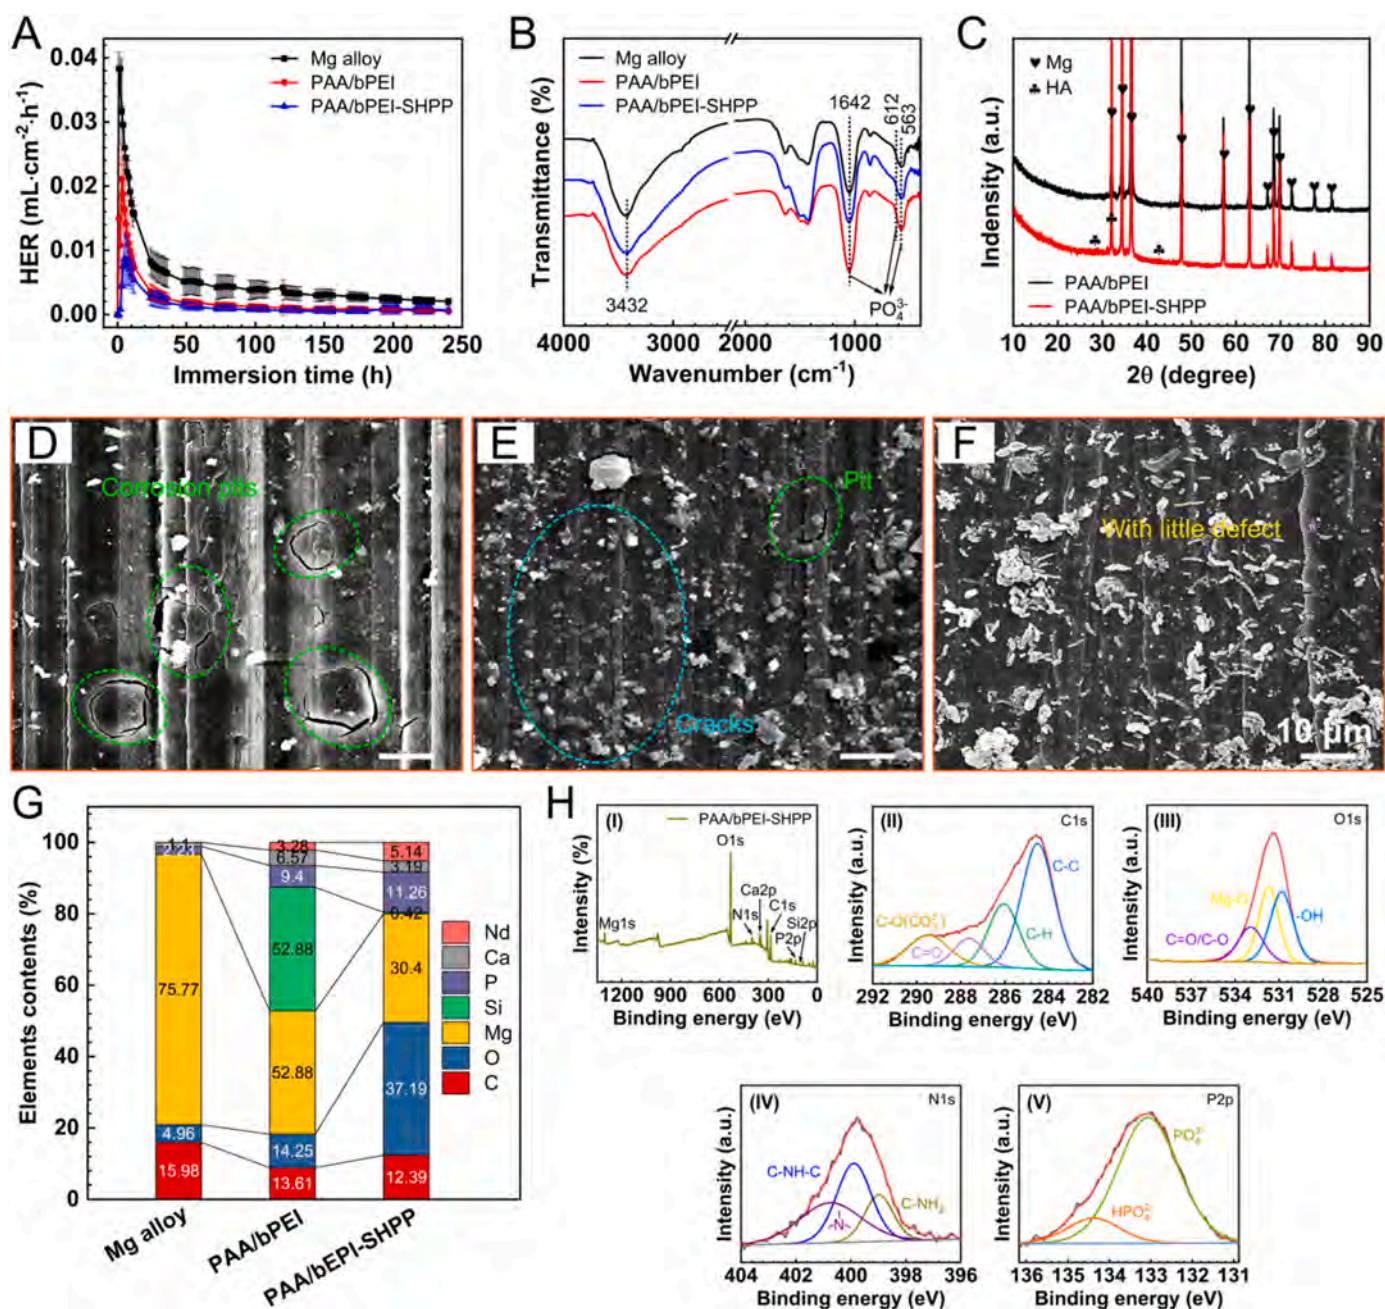 A
HER (mL·cm⁻²·h⁻¹)
0.04
0.03
0.02
0.01
0.00
Mg alloy
PAA/bPEI
PAA/bPEI-SHPP
0 50 100 150 200 250
Immersion time (h)
B
Transmittance (%)
Mg alloy
PAA/bPEI
PAA/bPEI-SHPP
1642
612
563
3432
PO₄³⁻
4000 3000 2000 1000
Wavenumber (cm⁻¹)
C
Indensity (a.u.)
♥ Mg
♣ HA
PAA/bPEI
PAA/bPEI-SHPP
10 20 30 40 50 60 70 80 90
2θ (degree)
D
Corrosion pits
E
Pit
Cracks
F
With little defect
10 μm
G
Elements contents (%)
100
80
60
40
20
0
1.1
2.23
75.77
4.96
15.98
3.28
6.57
9.4
52.88
52.88
14.25
13.61
5.14
3.19
11.26
0.42
30.4
37.19
12.39
Nd
Ca
P
Si
Mg
O
C
Mg alloy
PAA/bPEI
PAA/bEPI-SHPP
H
(I)
PAA/bPEI-SHPP
Intensity (%)
O1s
Ca2p
N1s
C1s
Si2p
P2p
Mg1s
1200 900 600 300 0
Binding energy (eV)
(II)
C1s
Intensity (a.u.)
C-C
C-O(CO₃²⁻)
C=O
C-H
292 290 288 286 284 282
Binding energy (eV)
(III)
O1s
Intensity (a.u.)
Mg-O
-OH
C=O/C-O
540 537 534 531 528 525
Binding energy (eV)
(IV)
N1s
Intensity (a.u.)
C-NH-C
C-NH₂
-N-
404 402 400 398 396
Binding energy (eV)
(V)
P2p
Intensity (a.u.)
PO₄³⁻
HPO₄²⁻
136 135 134 133 132 131
Binding energy (eV)